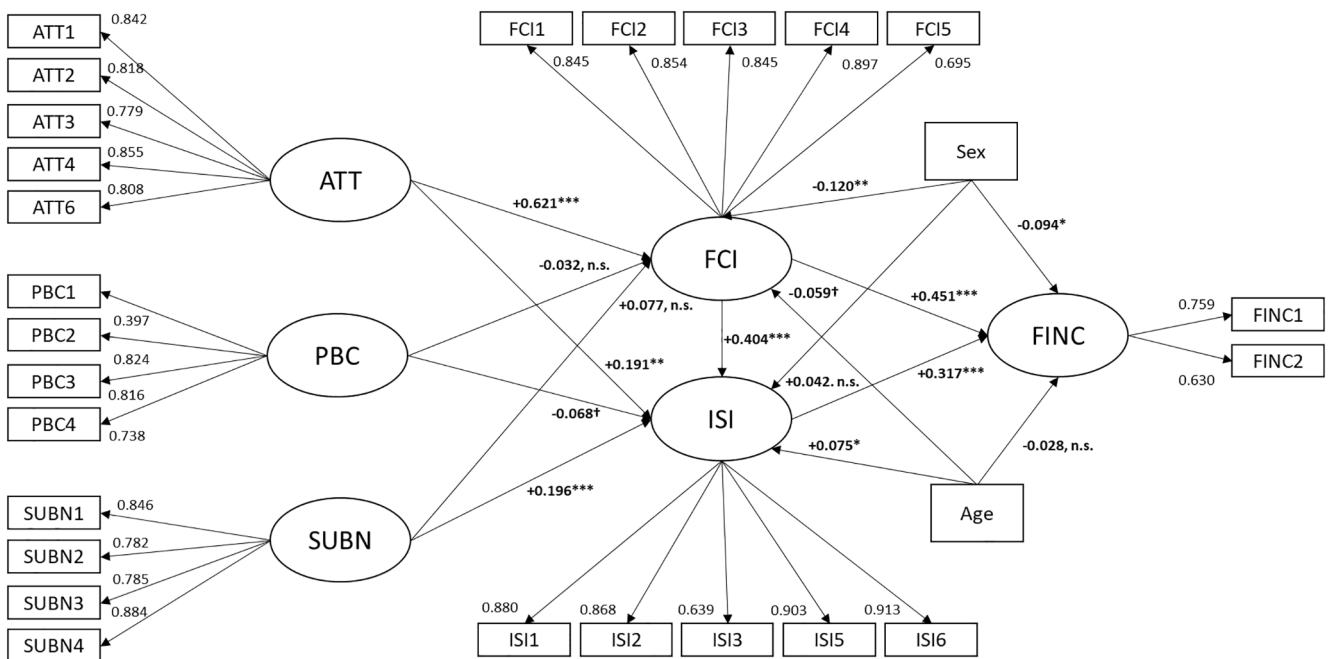 ATT1
0.842
ATT2
0.818
ATT3
0.779
ATT4
0.855
ATT6
0.808
ATT
PBC1
0.397
PBC2
0.824
PBC3
0.816
PBC4
0.738
PBC
SUBN1
0.846
SUBN2
0.782
SUBN3
0.785
SUBN4
0.884
SUBN
FCI1
FCI2
FCI3
FCI4
FCI5
0.845
0.854
0.845
0.897
0.695
FCI
+0.621***
-0.032, n.s.
+0.077, n.s.
+0.191**
-0.068†
+0.196***
+0.404***
ISI
0.880
0.868
0.639
0.903
0.913
ISI1
ISI2
ISI3
ISI5
ISI6
Sex
-0.120**
-0.094*
-0.059†
+0.451***
+0.042. n.s.
+0.317***
+0.075*
-0.028, n.s.
Age
FINC
0.759
FINC1
FINC2
0.630